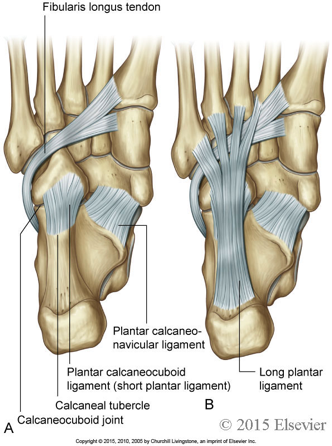 Fibularis longus tendon
Plantar calcaneo-
navicular ligament
Plantar calcaneocuboid
ligament (short plantar ligament)
Calcaneal tubercle
Calcaneocuboid joint
A
Long plantar
ligament
B
© 2015 Elsevier
Copyright © 2015, 2010, 2005 by Churchill Livingstone, an imprint of Elsevier Inc.